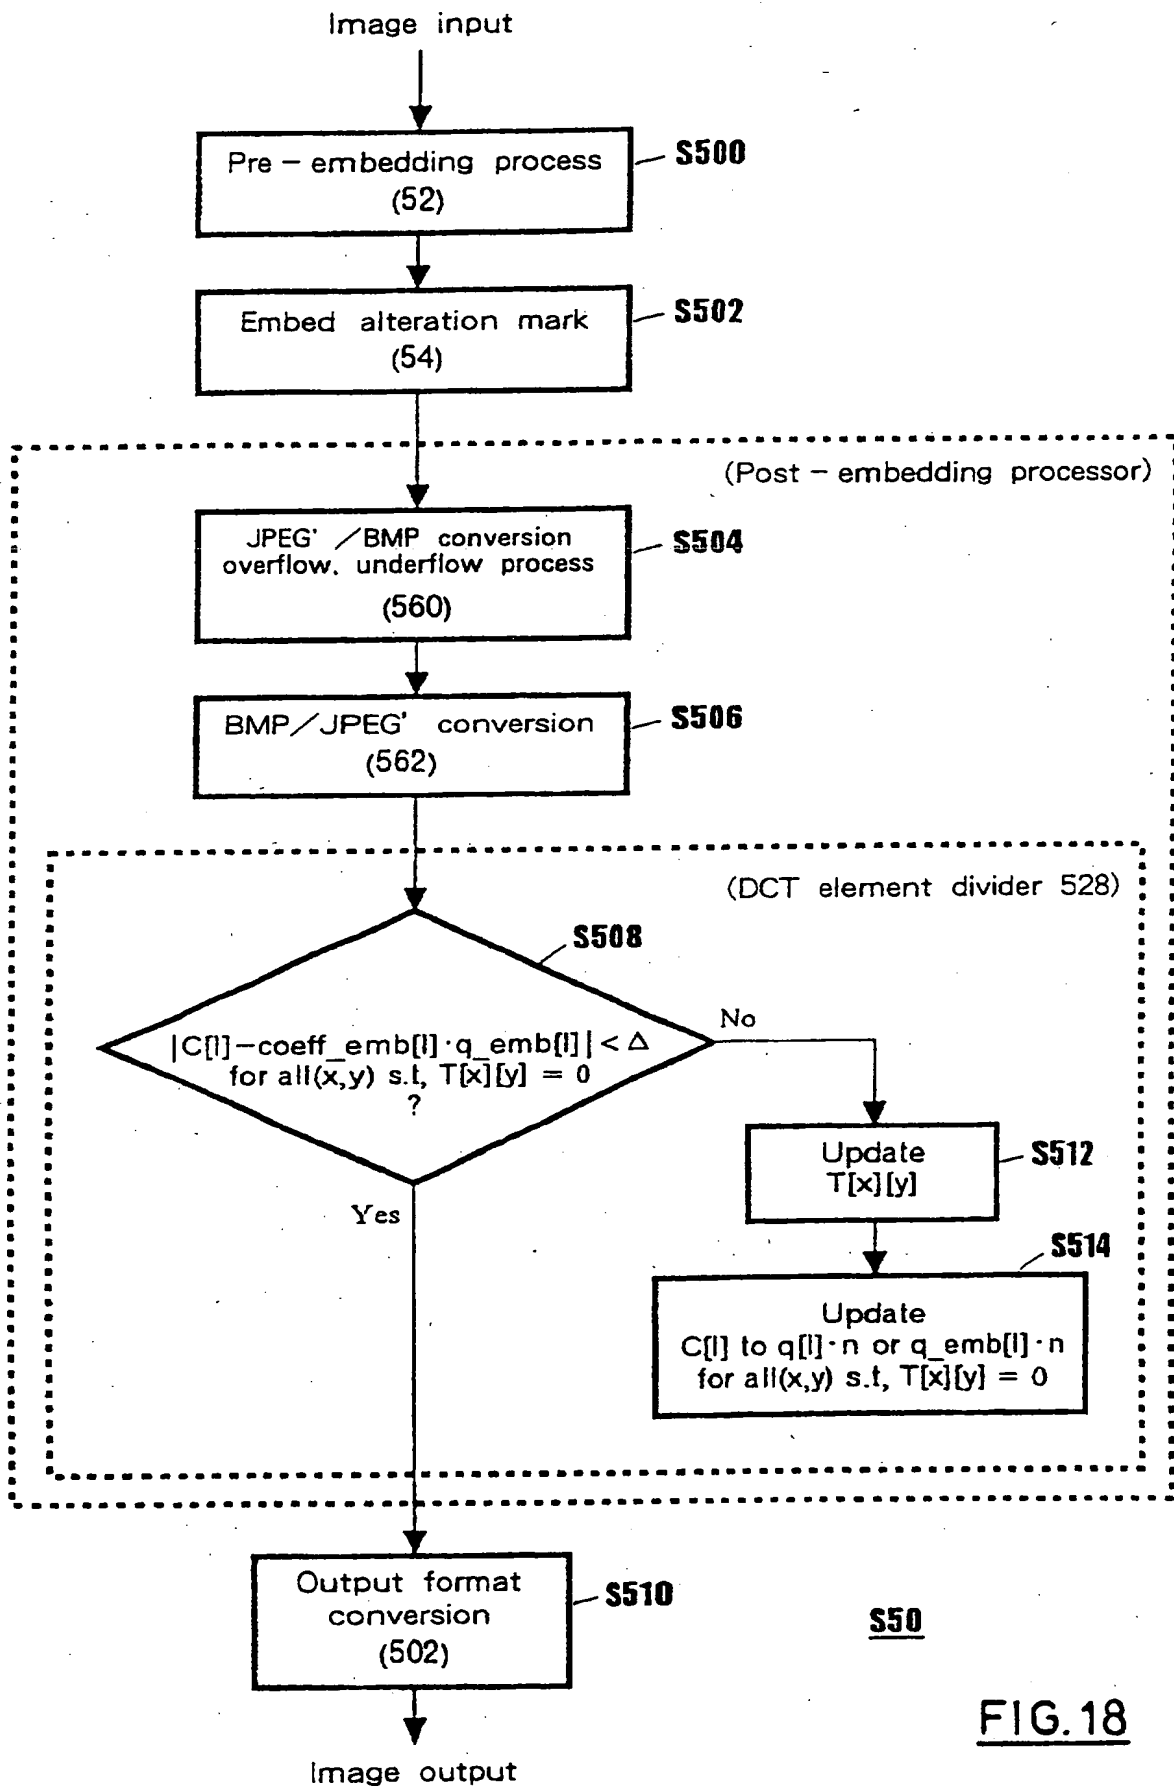 Image input
Pre-embedding process
(52)
S500
Embed alteration mark
(54)
S502
(Post-embedding processor)
JPEG' ／BMP conversion
overflow. underflow process
(560)
S504
BMP／JPEG' conversion
(562)
S506
(DCT element divider 528)
S508
|C[l]-coeff_emb[l]·q_emb[l]| < Δ
for all(x,y) s.t, T[x][y] = 0
?
No
Yes
Update
T[x][y]
S512
S514
Update
C[l] to q[l]·n or q_emb[l]·n
for all(x,y) s.t, T[x][y] = 0
Output format
conversion
(502)
S510
S50
Image output
FIG.18